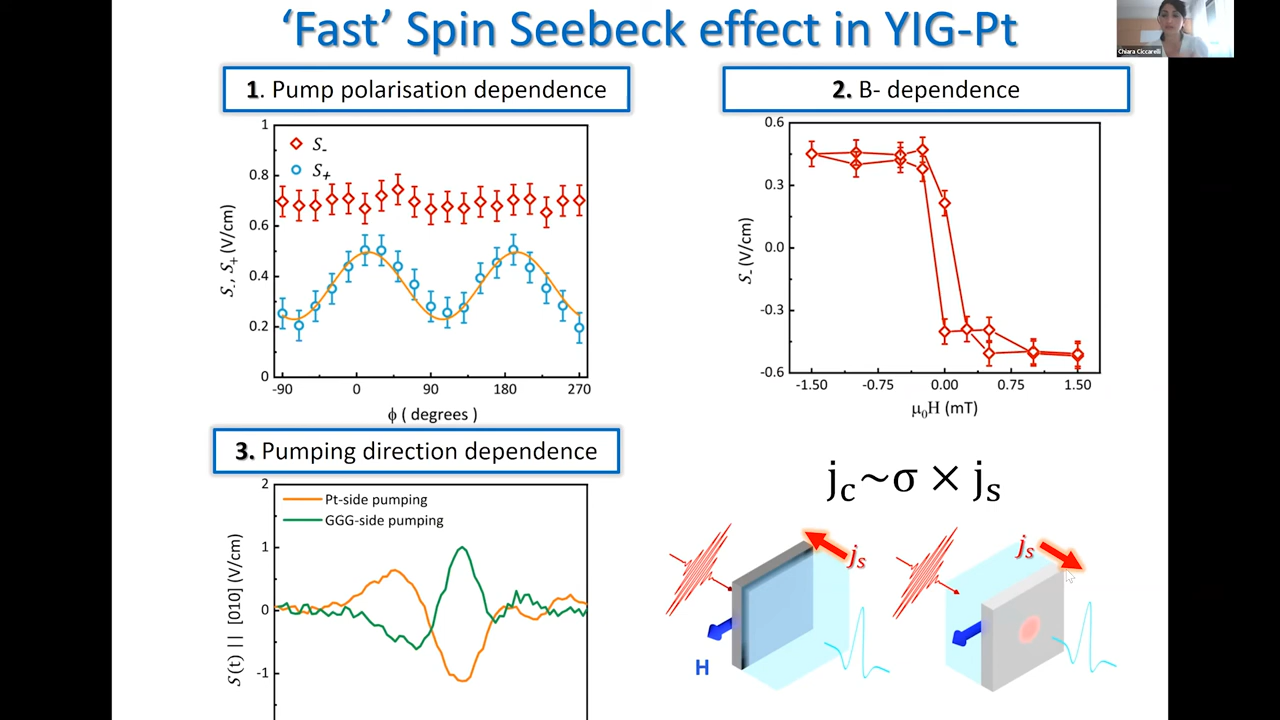 ‘Fast’ Spin Seebeck effect in YIG-Pt
Chiara Ciccarelli
1. Pump polarisation dependence
1
0.8
0.6
0.4
0.2
0
S-
S+
S-, S+ (V/cm)
-90 0 90 180 270
ϕ ( degrees )
2. B- dependence
0.6
0.3
0.0
-0.3
-0.6
S- (V/cm)
-1.50 -0.75 0.00 0.75 1.50
μ0H (mT)
3. Pumping direction dependence
2
1
0
-1
Pt-side pumping
GGG-side pumping
S(t) || [010] [V/cm)
jc~σ × js
js
H
js